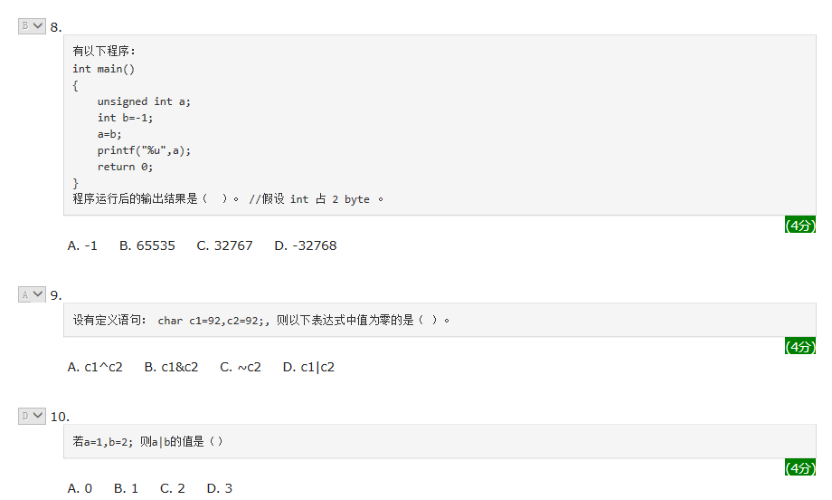 B 8.
有以下程序:
int main()
{
unsigned int a;
int b=-1;
a=b;
printf("%u",a);
return 0;
}
程序运行后的输出结果是（ ）。 //假设 int 占 2 byte 。
(4分)
A. -1 B. 65535 C. 32767 D. -32768
A 9.
设有定义语句: char c1=92,c2=92;, 则以下表达式中值为零的是（ ）。
(4分)
A. c1^c2 B. c1&c2 C. ~c2 D. c1|c2
D 10.
若a=1,b=2; 则a|b的值是（）
(4分)
A. 0 B. 1 C. 2 D. 3